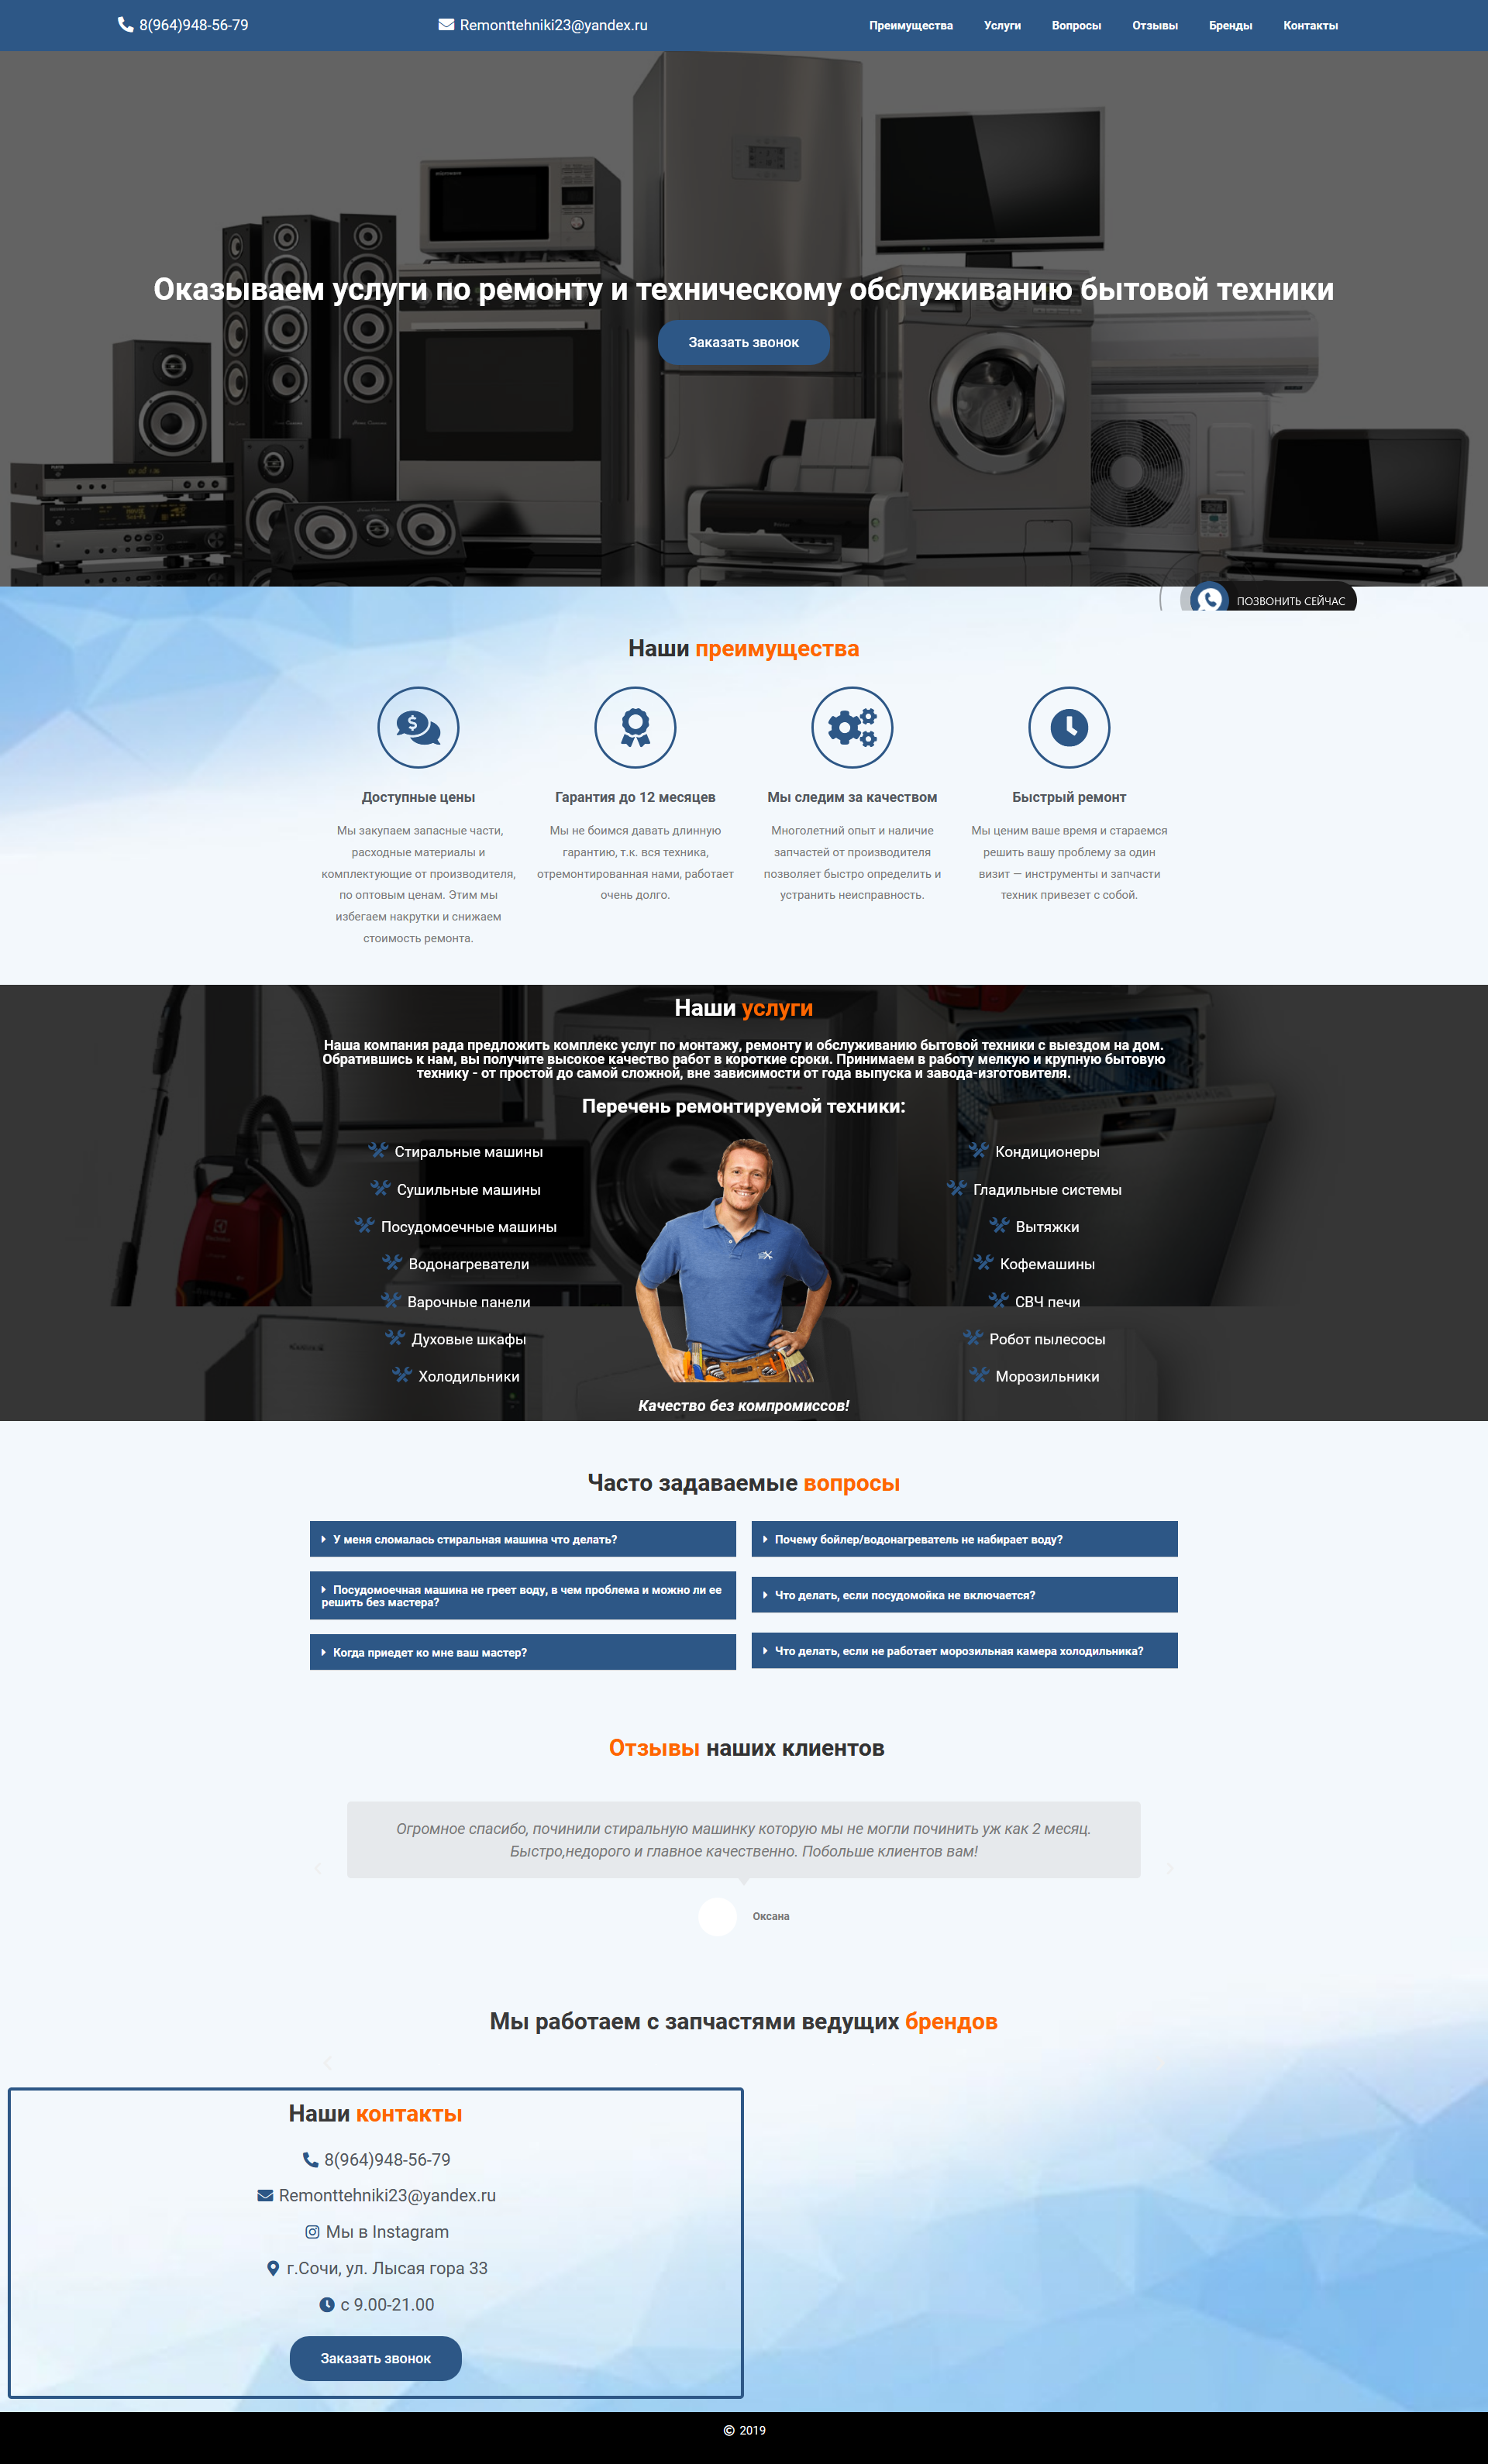 8(964)948-56-79
Remonttehniki23@yandex.ru
Преимущества Услуги Вопросы Отзывы Бренды Контакты
Оказываем услуги по ремонту и техническому обслуживанию бытовой техники
Заказать звонок
ПОЗВОНИТЬ СЕЙЧАС
Наши преимущества
Доступные цены
Мы закупаем запасные части,
расходные материалы и
комплектующие от производителя,
по оптовым ценам. Этим мы
избегаем накрутки и снижаем
стоимость ремонта.
Гарантия до 12 месяцев
Мы не боимся давать длинную
гарантию, т.к. вся техника,
отремонтированная нами, работает
очень долго.
Мы следим за качеством
Многолетний опыт и наличие
запчастей от производителя
позволяет быстро определить и
устранить неисправность.
Быстрый ремонт
Мы ценим ваше время и стараемся
решить вашу проблему за один
визит — инструменты и запчасти
техник привезет с собой.
Наши услуги
Наша компания рада предложить комплекс услуг по монтажу, ремонту и обслуживанию бытовой техники с выездом на дом.
Обратившись к нам, вы получите высокое качество работ в короткие сроки. Принимаем в работу мелкую и крупную бытовую
технику - от простой до самой сложной, вне зависимости от года выпуска и завода-изготовителя.
Перечень ремонтируемой техники:
Стиральные машины
Сушильные машины
Посудомоечные машины
Водонагреватели
Варочные панели
Духовые шкафы
Холодильники
Кондиционеры
Гладильные системы
Вытяжки
Кофемашины
СВЧ печи
Робот пылесосы
Морозильники
Качество без компромиссов!
Часто задаваемые вопросы
У меня сломалась стиральная машина что делать?
Посудомоечная машина не греет воду, в чем проблема и можно ли ее
решить без мастера?
Когда приедет ко мне ваш мастер?
Почему бойлер/водонагреватель не набирает воду?
Что делать, если посудомойка не включается?
Что делать, если не работает морозильная камера холодильника?
Отзывы наших клиентов
Огромное спасибо, починили стиральную машинку которую мы не могли починить уж как 2 месяц.
Быстро,недорого и главное качественно. Побольше клиентов вам!
Оксана
Мы работаем с запчастями ведущих брендов
Наши контакты
8(964)948-56-79
Remonttehniki23@yandex.ru
Мы в Instagram
г.Сочи, ул. Лысая гора 33
с 9.00-21.00
Заказать звонок
© 2019